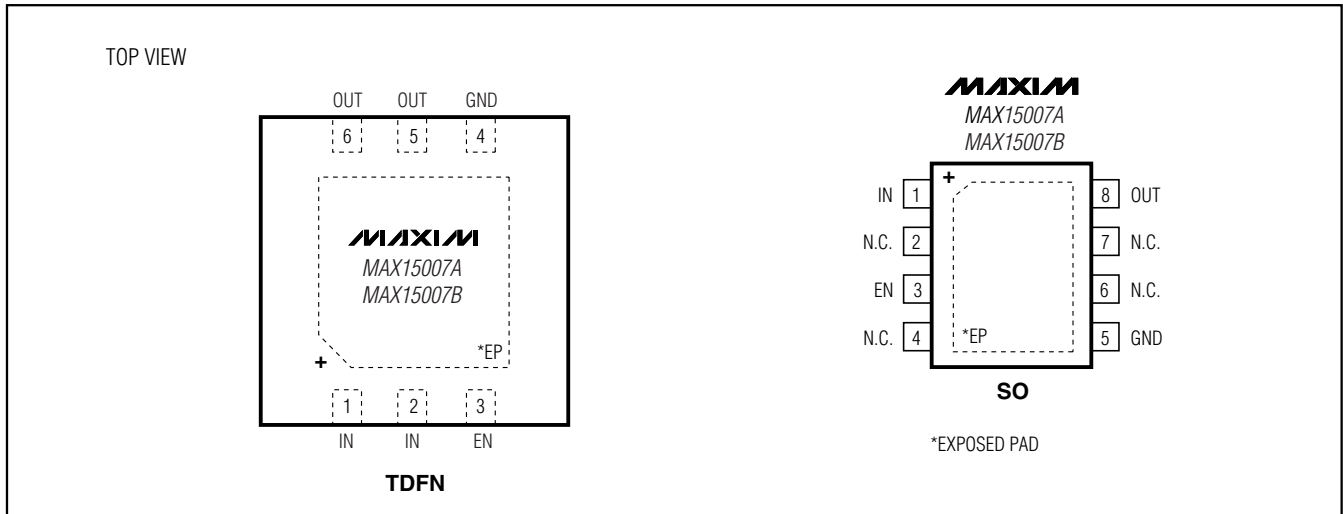 TOP VIEW
OUT OUT GND
6 5 4
MAXIM
MAX15007A
MAX15007B
*EP
+
1 2 3
IN IN EN
TDFN
MAXIM
MAX15007A
MAX15007B
+
IN 1 8 OUT
N.C. 2 7 N.C.
EN 3 6 N.C.
N.C. 4 *EP 5 GND
SO
*EXPOSED PAD